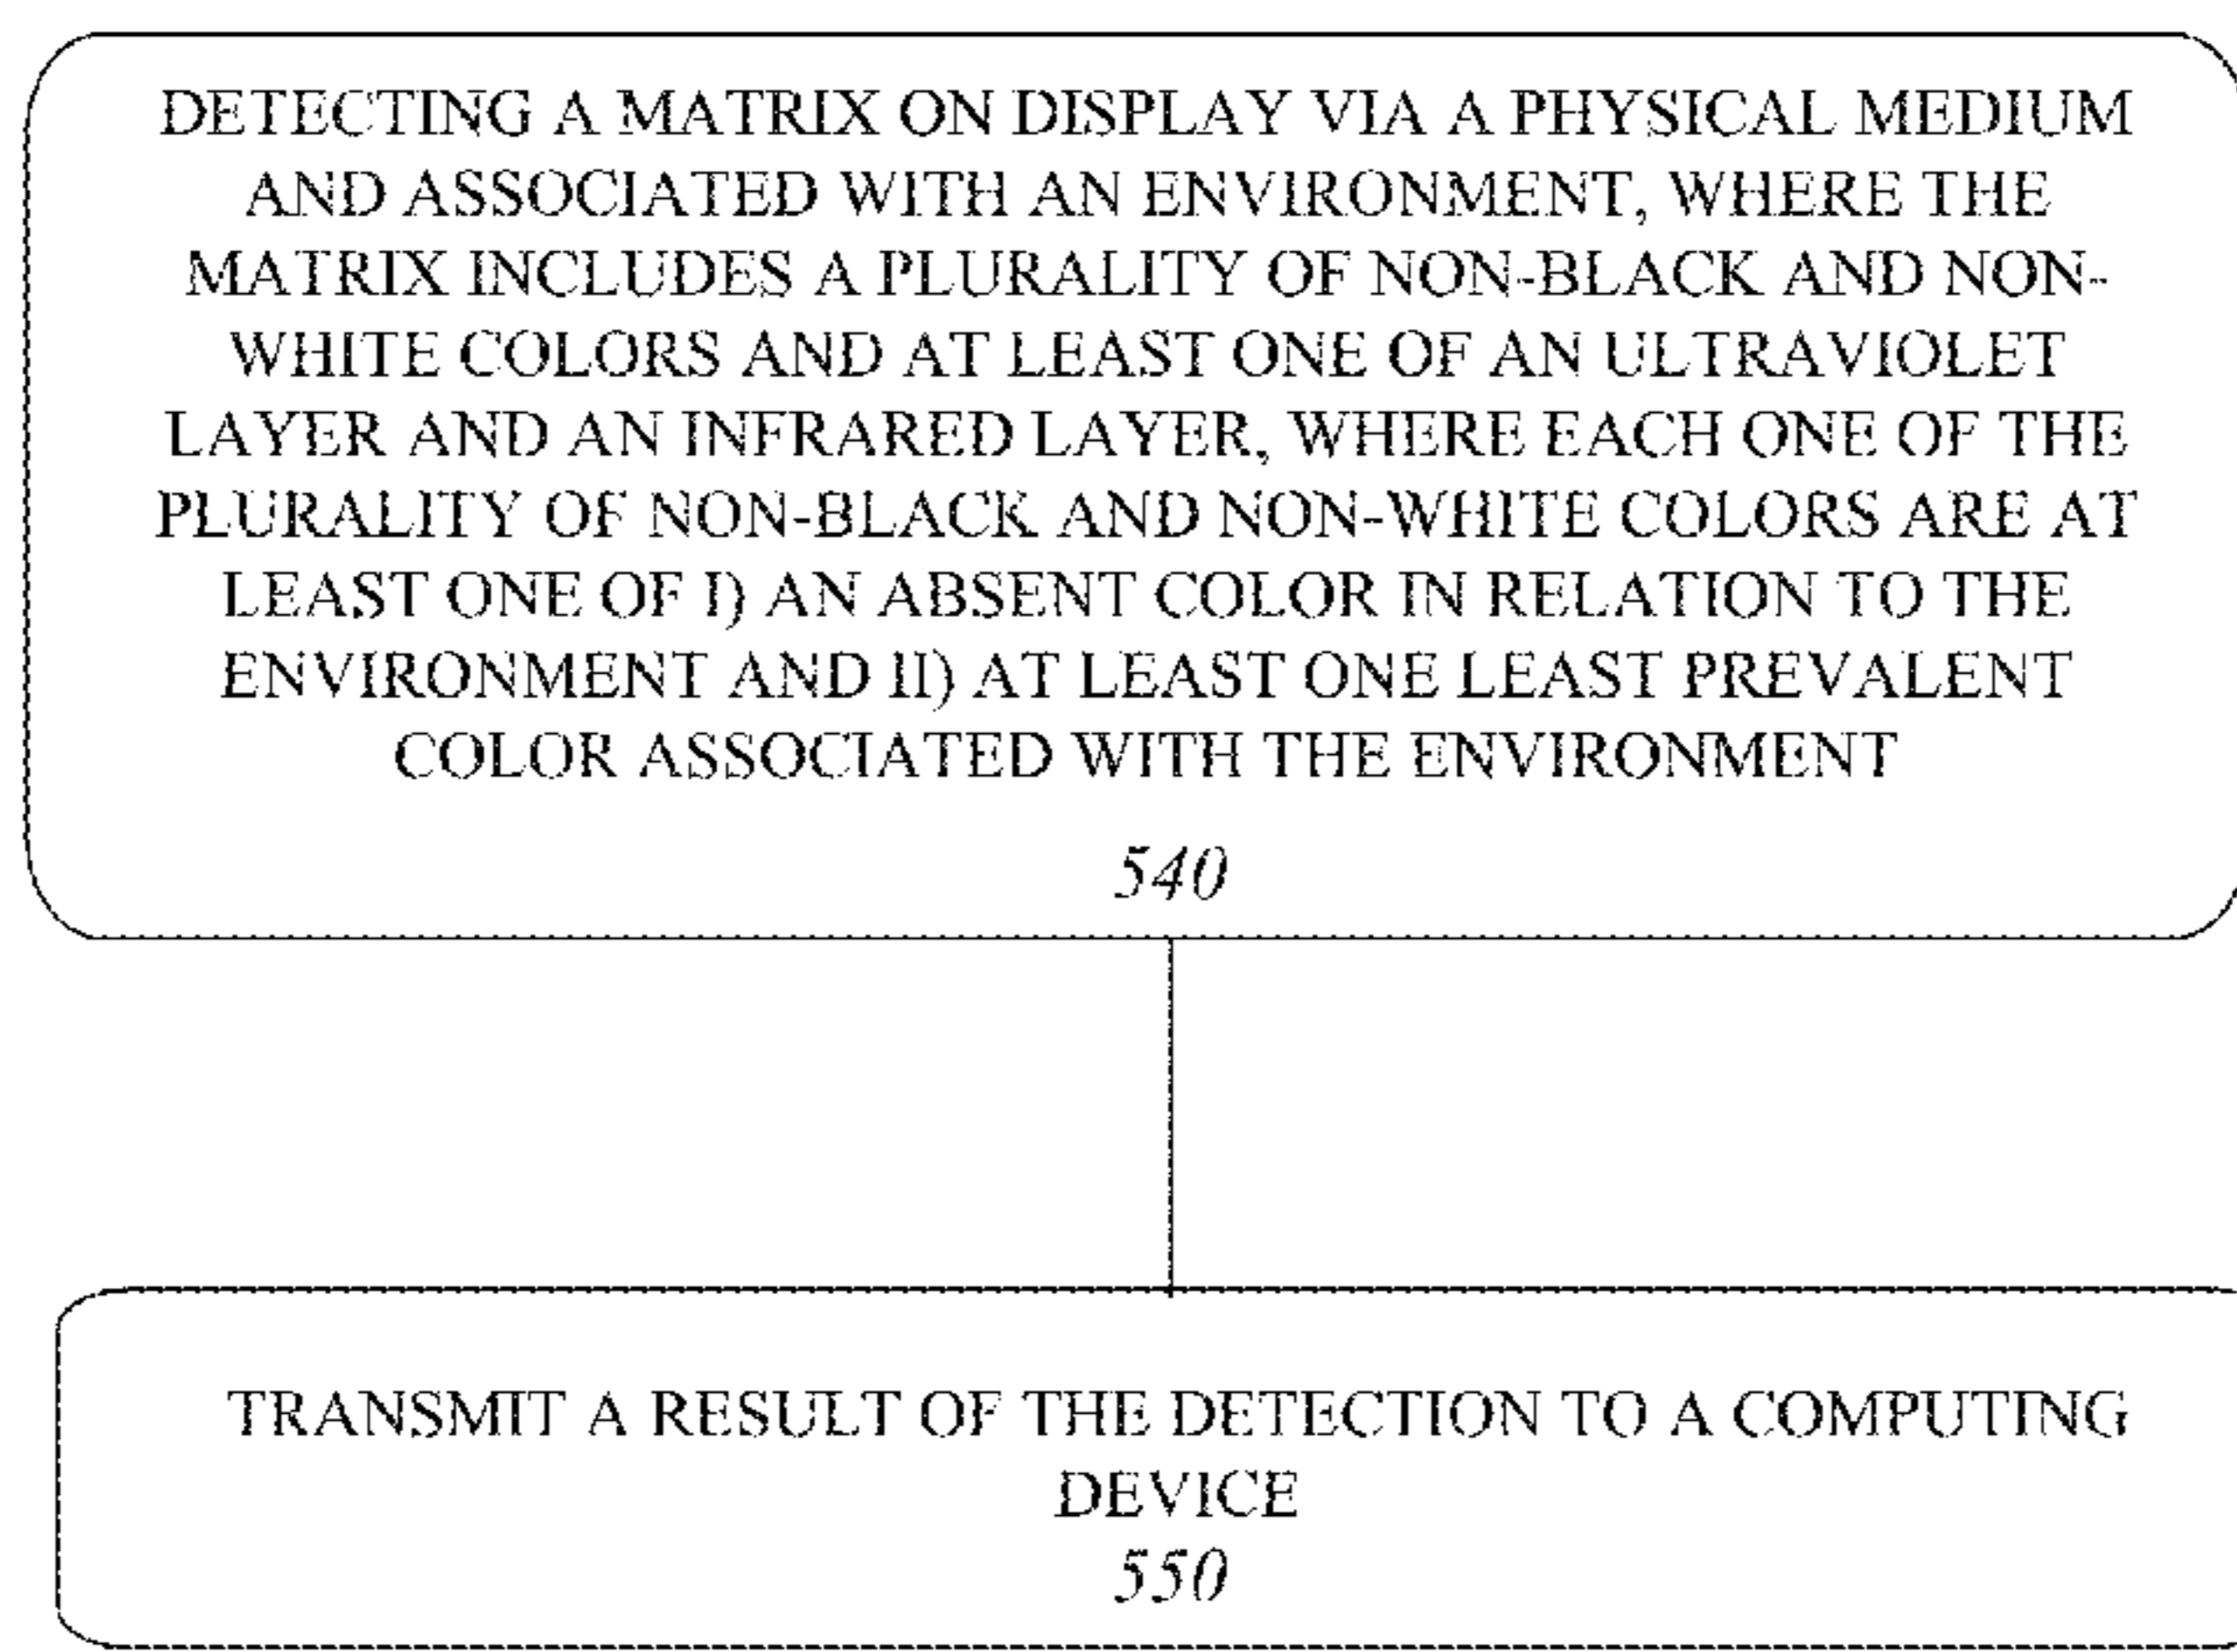 DETECTING A MATRIX ON DISPLAY VIA A PHYSICAL MEDIUM
AND ASSOCIATED WITH AN ENVIRONMENT, WHERE THE
MATRIX INCLUDES A PLURALITY OF NON-BLACK AND NON-
WHITE COLORS AND AT LEAST ONE OF AN ULTRAVIOLET
LAYER AND AN INFRARED LAYER, WHERE EACH ONE OF THE
PLURALITY OF NON-BLACK AND NON-WHITE COLORS ARE AT
LEAST ONE OF I) AN ABSENT COLOR IN RELATION TO THE
ENVIRONMENT AND II) AT LEAST ONE LEAST PREVALENT
COLOR ASSOCIATED WITH THE ENVIRONMENT
540
TRANSMIT A RESULT OF THE DETECTION TO A COMPUTING
DEVICE
550